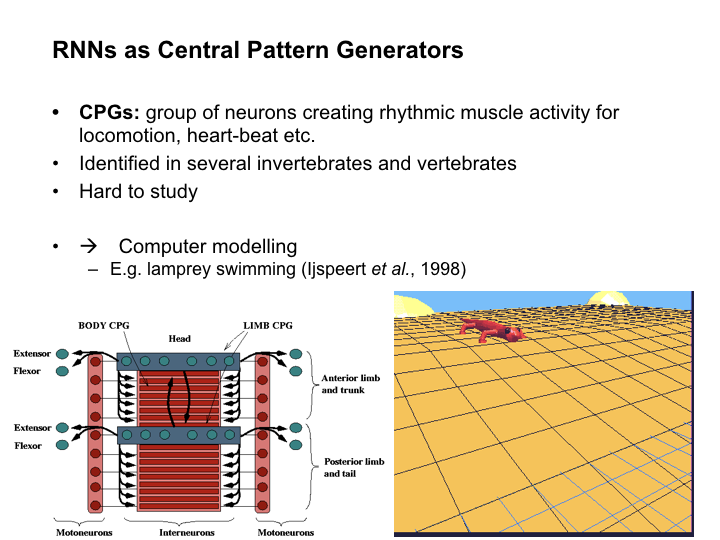 RNNs as Central Pattern Generators
• CPGs: group of neurons creating rhythmic muscle activity for
locomotion, heart-beat etc.
• Identified in several invertebrates and vertebrates
• Hard to study
• → Computer modelling
– E.g. lamprey swimming (Ijspeert et al., 1998)
BODY CPG
LIMB CPG
Head
Extensor
Flexor
Anterior limb
and trunk
Extensor
Flexor
Posterior limb
and tail
Motoneurons
Interneurons
Motoneurons